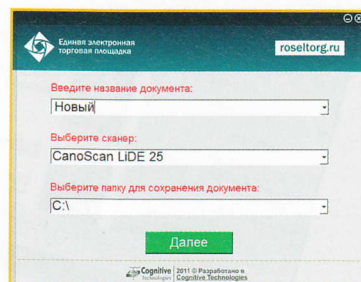 Единая электронная
торговая площадка
roseltorg.ru
Введите название документа:
Новый
Выберите сканер:
CanoScan LiDE 25
Выберите папку для сохранения документа:
C:\
Далее
Cognitive
Technologies
2011 © Разработано в
Cognitive Technologies